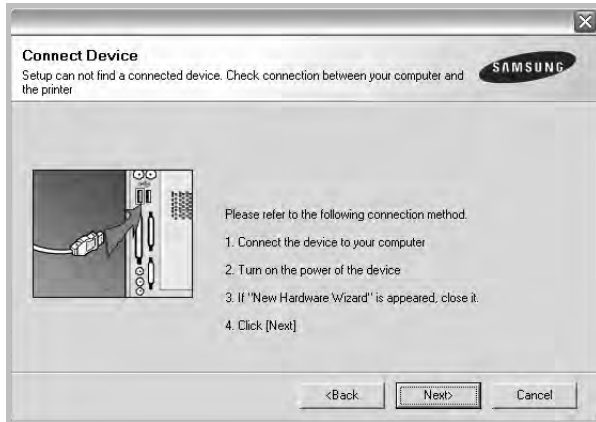 Connect Device
Setup can not find a connected device. Check connection between your computer and
the printer
SAMSUNG
Please refer to the following connection method.
1. Connect the device to your computer
2. Turn on the power of the device
3. If "New Hardware Wizard" is appeared, close it.
4. Click [Next]
<Back
Next>
Cancel